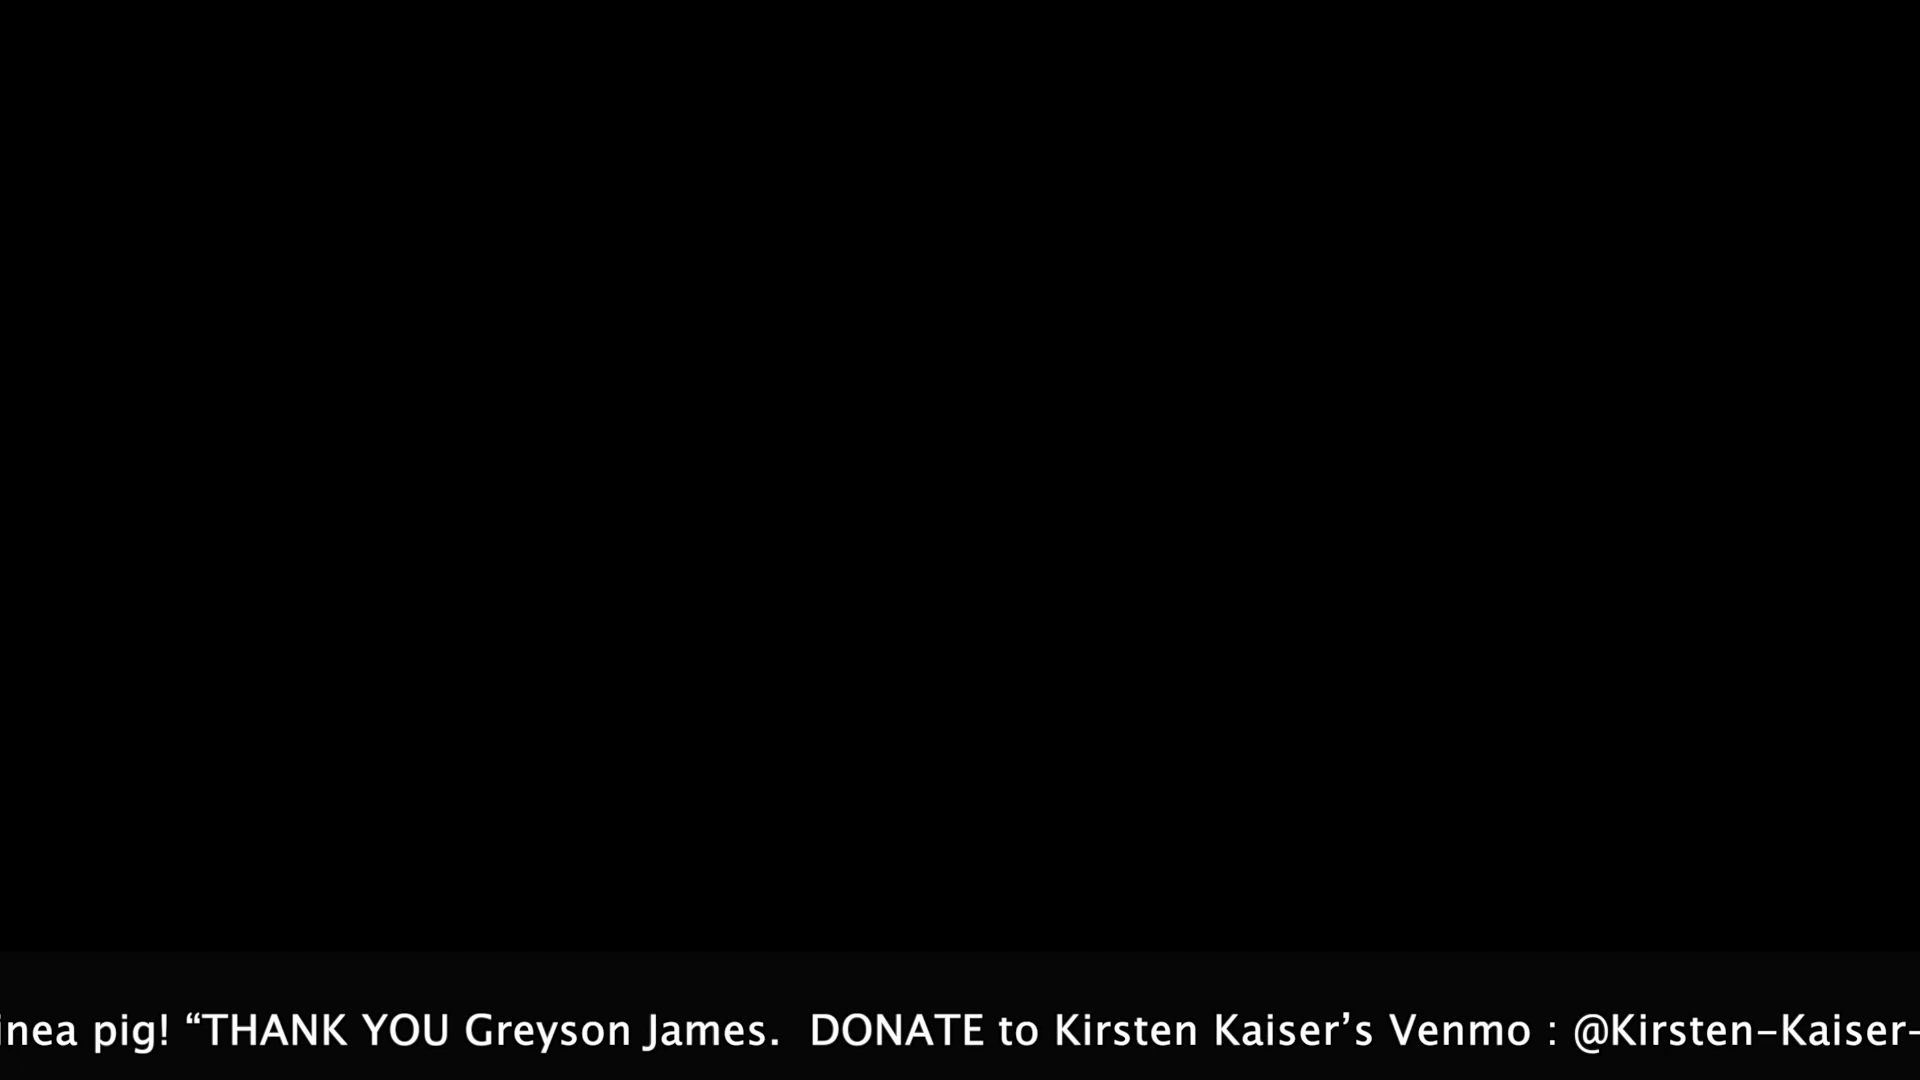 inea pig! “THANK YOU Greyson James.  DONATE to Kirsten Kaiser’s Venmo : @Kirsten-Kaiser-